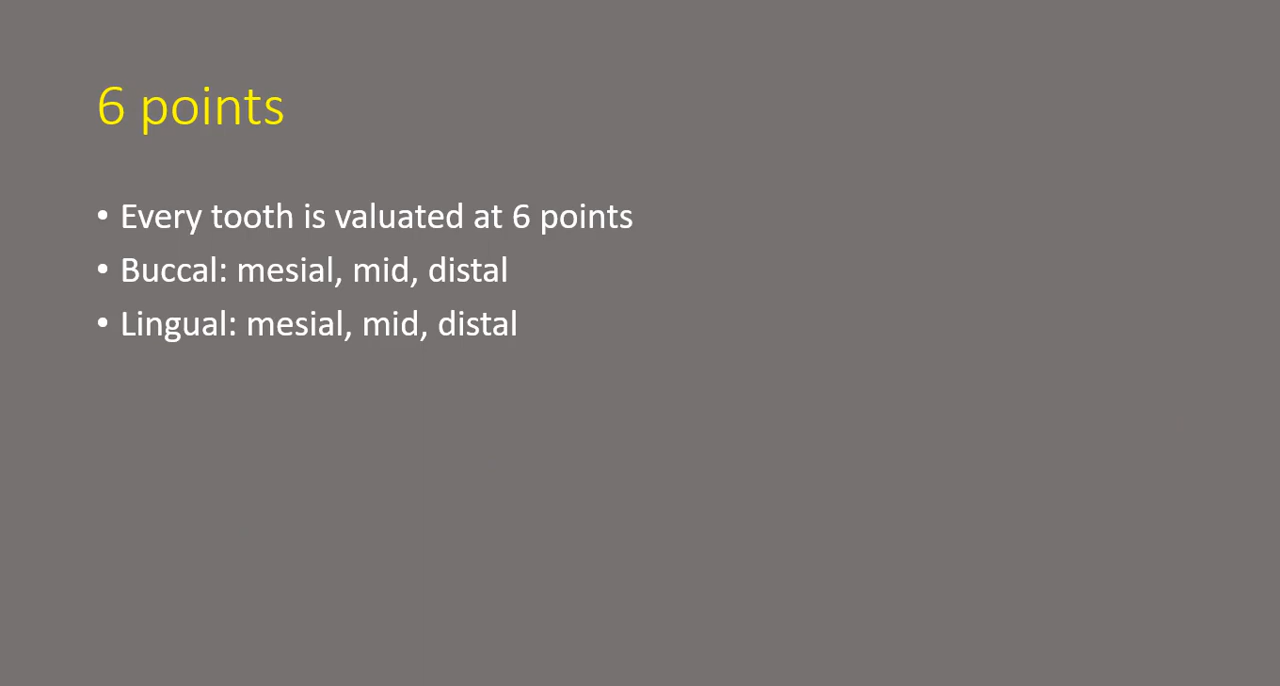 6 points
• Every tooth is valuated at 6 points
• Buccal: mesial, mid, distal
• Lingual: mesial, mid, distal